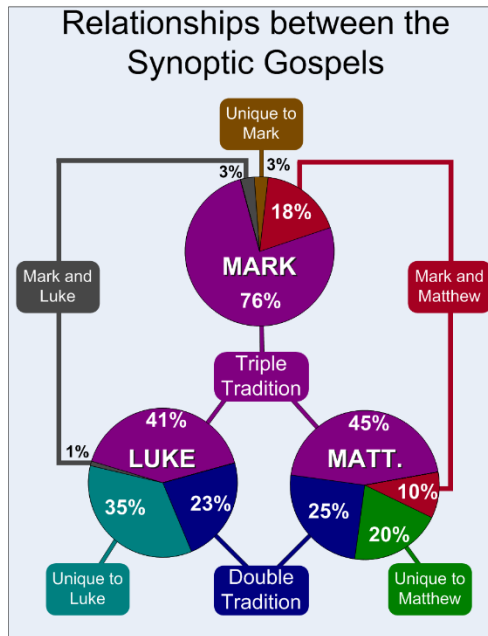 Relationships between the
Synoptic Gospels
Unique to
Mark
3%
3%
18%
MARK
76%
Mark and
Luke
Mark and
Matthew
Triple
Tradition
41%
45%
LUKE
MATT.
1%
35%
23%
25%
10%
20%
Unique to
Luke
Double
Tradition
Unique to
Matthew